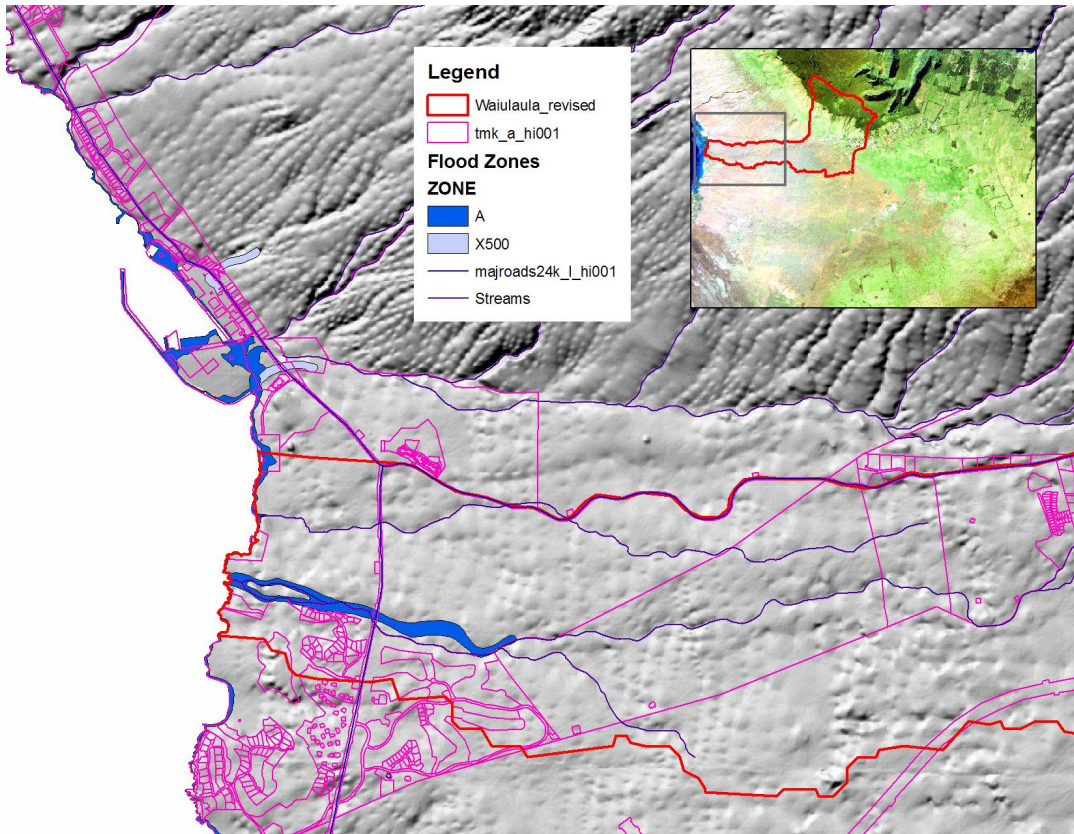 Legend
Waiulaula_revised
tmk_a_hi001
Flood Zones
ZONE
A
X500
majroads24k_l_hi001
Streams